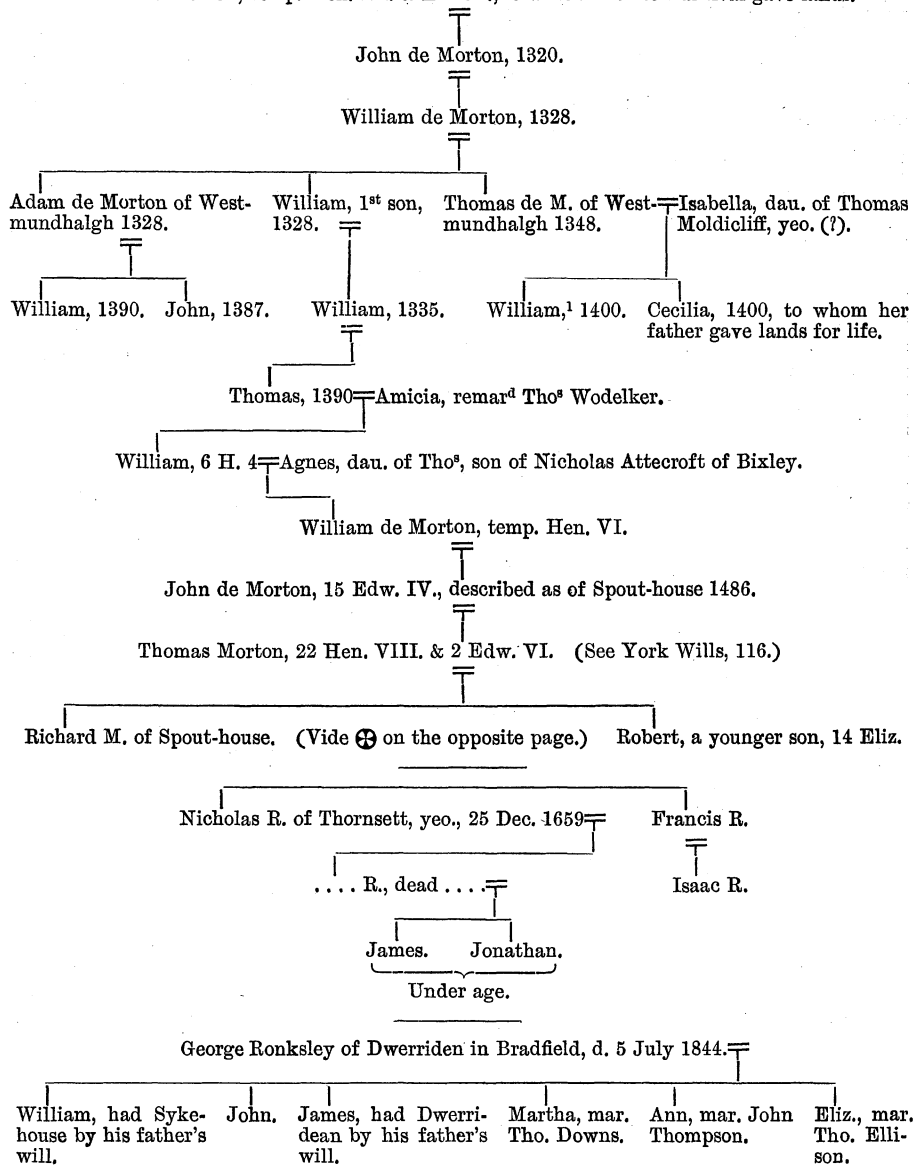 gave lands.
John de Morton, 1320.
William de Morton, 1328.
Adam de Morton of West- William, 1st son, Thomas de M. of West- Isabella, dau. of Thomas
mundhalgh 1328. 1328. mundhalgh 1348. Moldicliff, yeo. (?).
William, 1390. John, 1387. William, 1335. William,¹ 1400. Cecilia, 1400, to whom her
father gave lands for life.
Thomas, 1390 Amicia, remarᵈ Thoˢ Wodelker.
William, 6 H. 4 Agnes, dau. of Thoˢ, son of Nicholas Attecroft of Bixley.
William de Morton, temp. Hen. VI.
John de Morton, 15 Edw. IV., described as of Spout-house 1486.
Thomas Morton, 22 Hen. VIII. & 2 Edw. VI. (See York Wills, 116.)
Richard M. of Spout-house. (Vide ✠ on the opposite page.) Robert, a younger son, 14 Eliz.
Nicholas R. of Thornsett, yeo., 25 Dec. 1659 Francis R.
.... R., dead .... Isaac R.
James. Jonathan.
Under age.
George Ronksley of Dwerriden in Bradfield, d. 5 July 1844.
William, had Syke- John. James, had Dwerri- Martha, mar. Ann, mar. John Eliz., mar.
house by his father's dean by his father's Tho. Downs. Thompson. Tho. Elli-
will. will. son.